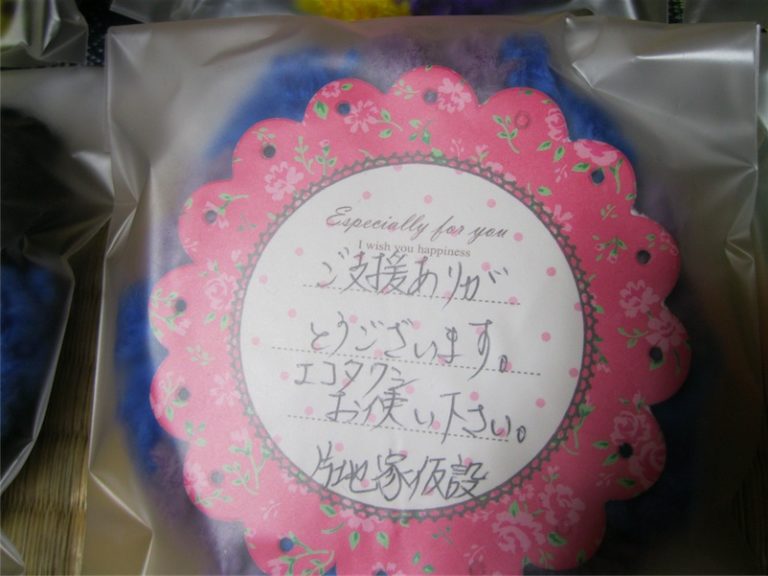 Especially for you
I wish you happiness
ご支援ありが
とうございます。
エコタワシ
お使い下さい。
片地家仮設